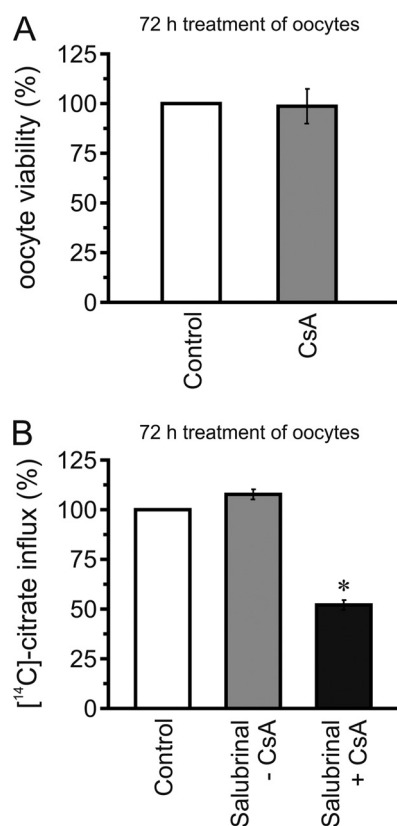 A
72 h treatment of oocytes
oocyte viability (%)
125
100
75
50
25
0
Control
CsA
B
72 h treatment of oocytes
[¹⁴C]-citrate influx (%)
125
100
75
50
25
0
*
Control
Salubrinal
- CsA
Salubrinal
+ CsA